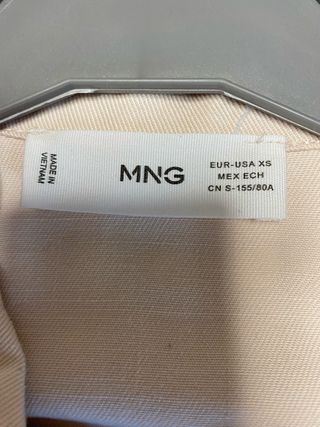 MADE IN
VIETNAM
MNG
EUR-USA XS
MEX ECH
CN S-155/80A